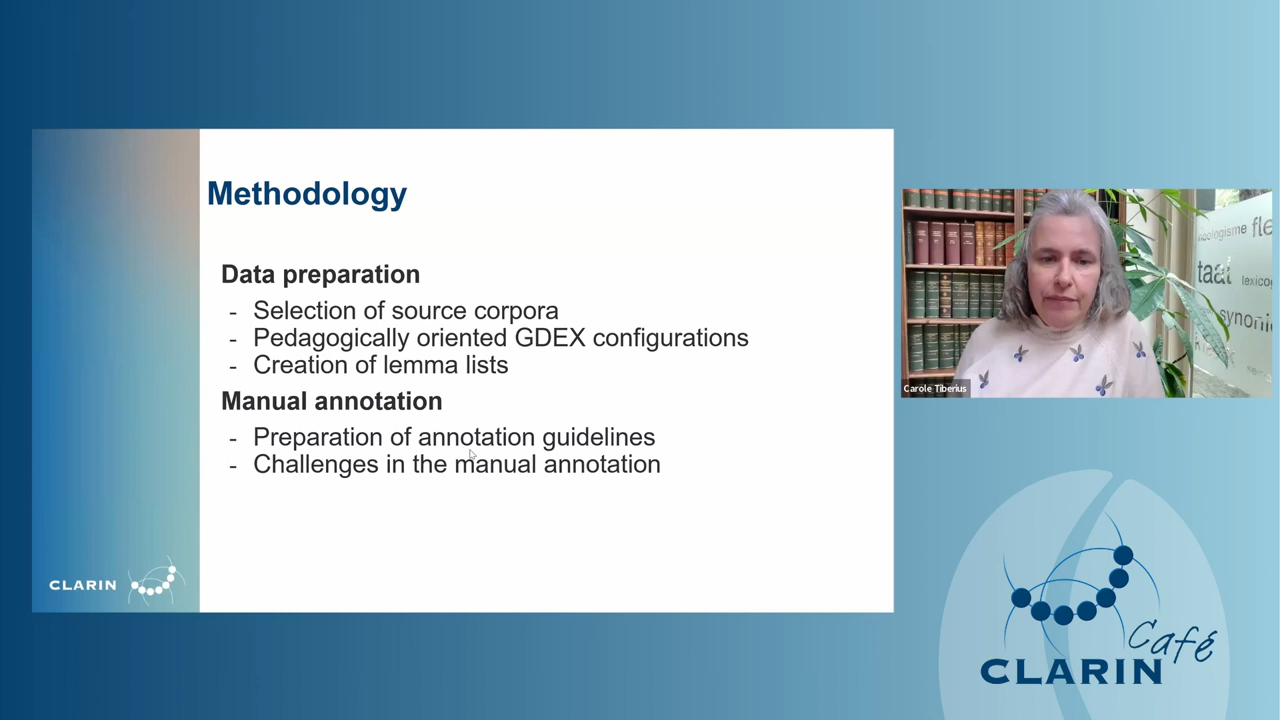 Methodology
Data preparation
- Selection of source corpora
- Pedagogically oriented GDEX configurations
- Creation of lemma lists
Manual annotation
- Preparation of annotation guidelines
- Challenges in the manual annotation
CLARIN
taal
Carole Tiberius
Café
CLARIN